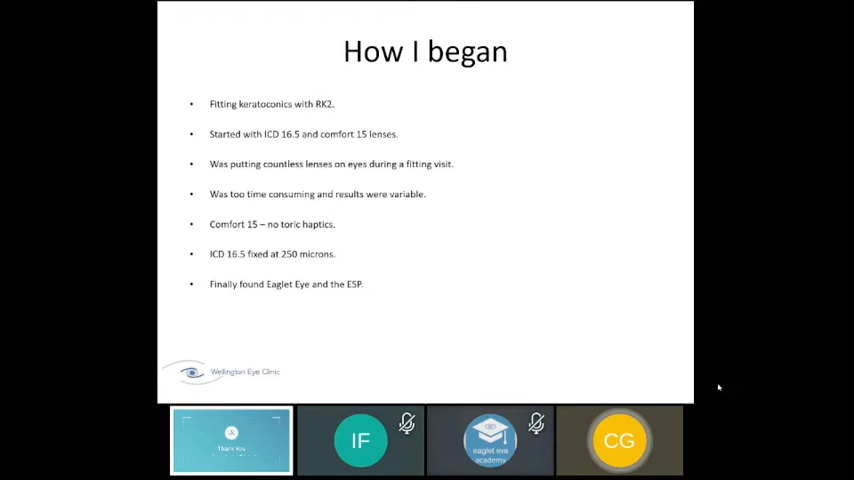 How I began
• Fitting keratoconics with RK2.
• Started with ICD 16.5 and comfort 15 lenses.
• Was putting countless lenses on eyes during a fitting visit.
• Was too time consuming and results were variable.
• Comfort 15 – no toric haptics.
• ICD 16.5 fixed at 250 microns.
• Finally found Eaglet Eye and the ESP.
Wellington Eye Clinic
Thank You
IF
eaglet eye
academy
CG